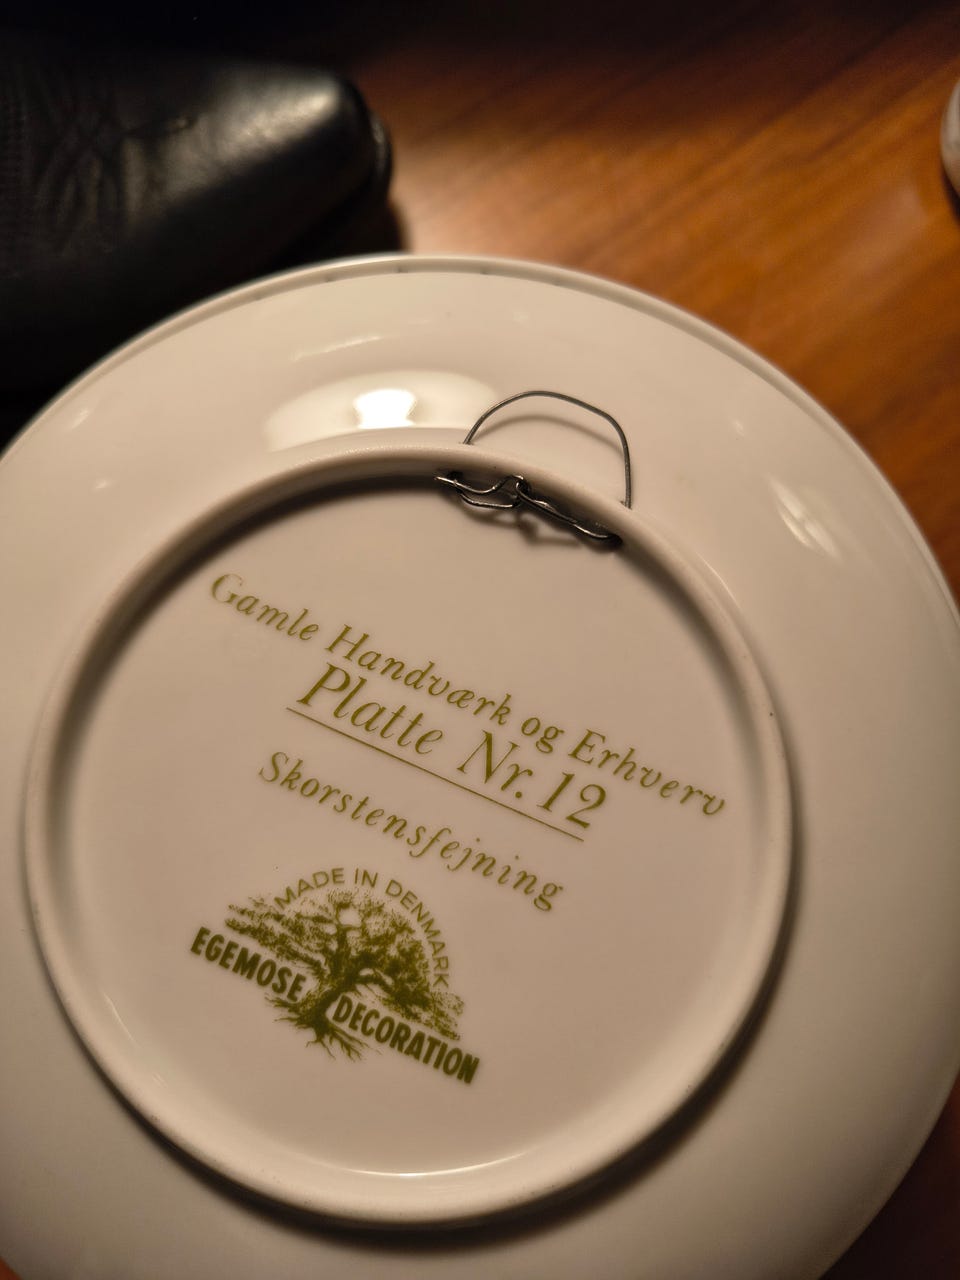 Gamle Handværk og Erhverv
Platte Nr. 12
Skorstensfejning
MADE IN DENMARK
EGEMOSE DECORATION